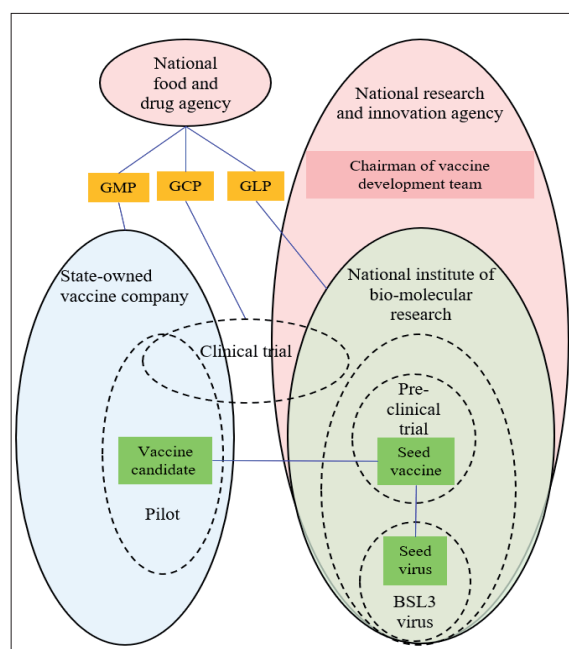 National
food and
drug agency
National research
and innovation agency
Chairman of vaccine
development team
GMP
GCP
GLP
State-owned
vaccine company
National institute of
bio-molecular
research
Clinical trial
Pre-
clinical
trial
Vaccine
candidate
Seed
vaccine
Pilot
Seed
virus
BSL3
virus